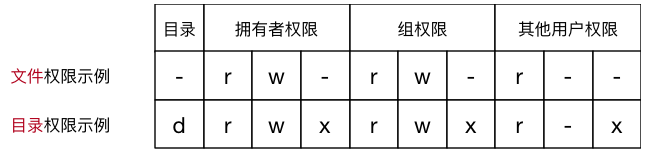 目录 拥有者权限 组权限 其他用户权限
文件权限示例 - r w - r w - r - -
目录权限示例 d r w x r w x r - x